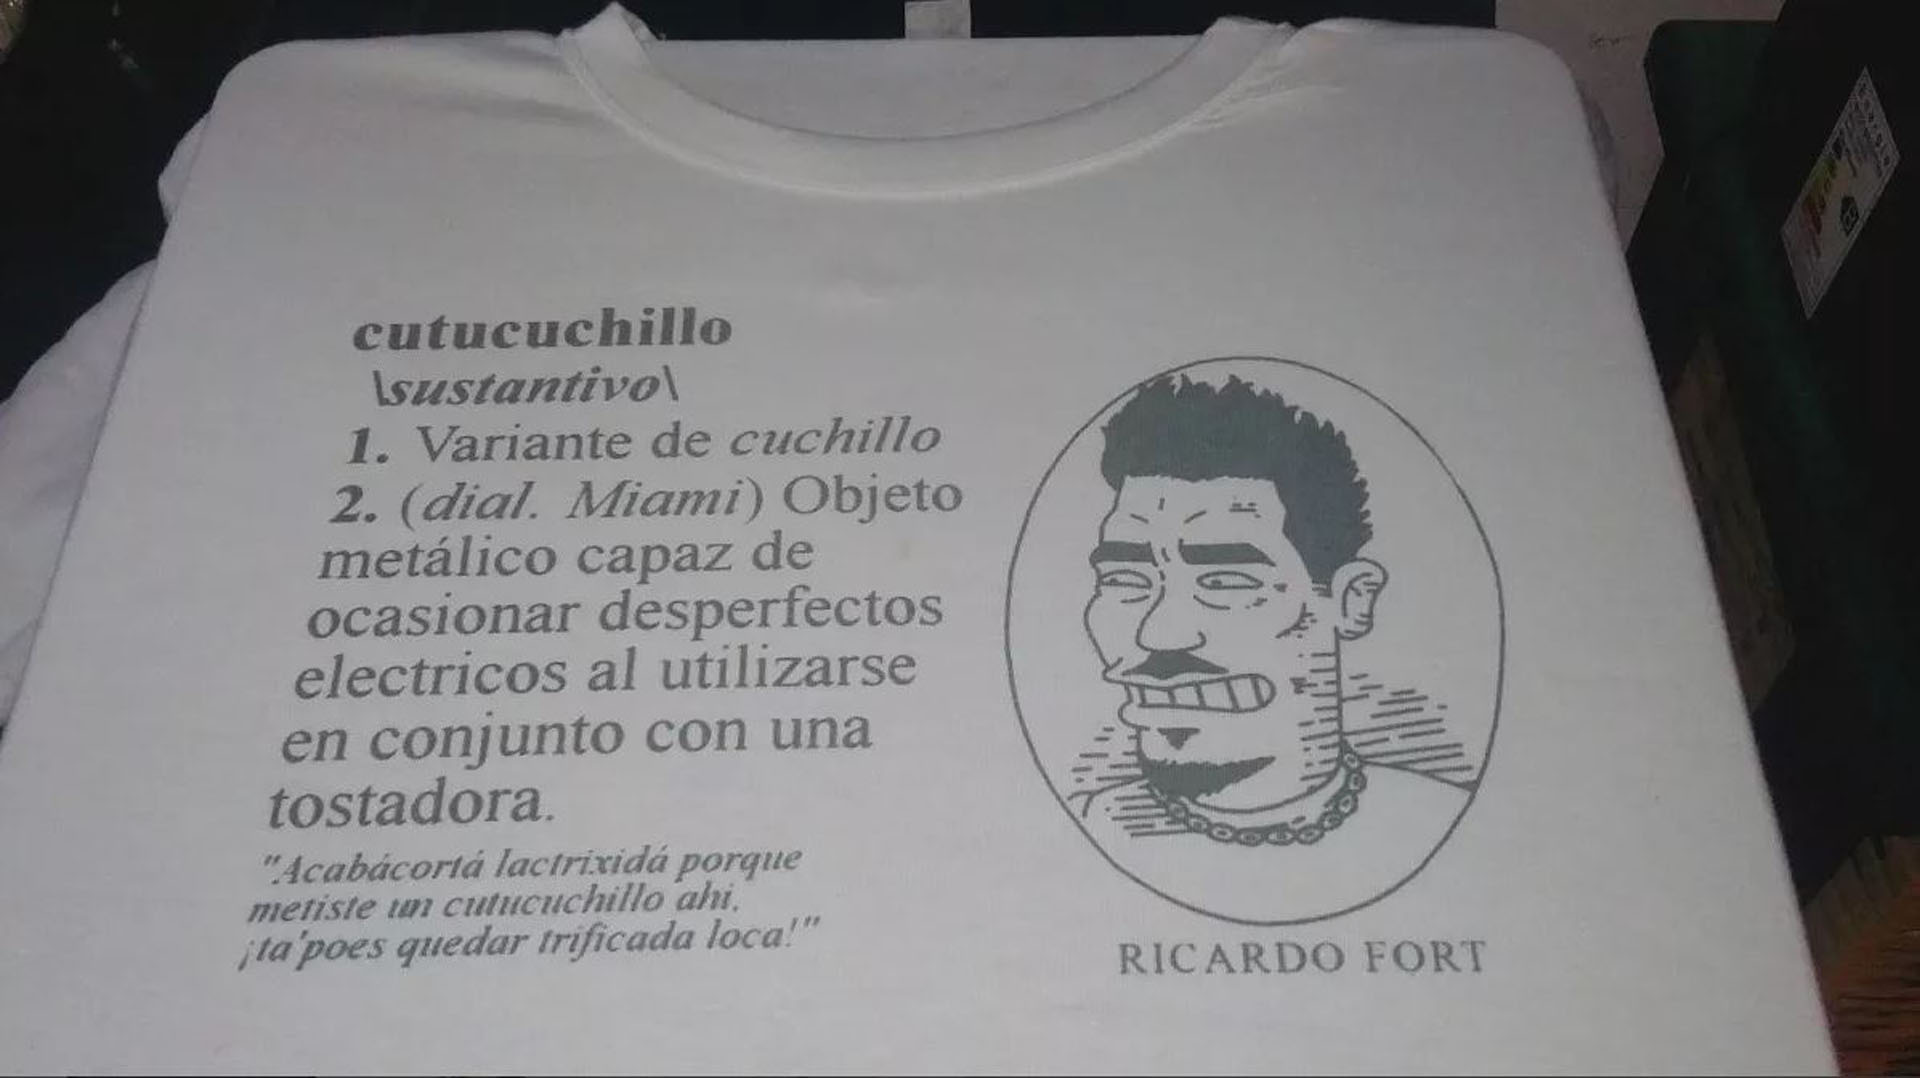 cutucuchillo
\sustantivo\
1. Variante de cuchillo
2. (dial. Miami) Objeto
metálico capaz de
ocasionar desperfectos
electricos al utilizarse
en conjunto con una
tostadora.
"Acabácortá lactrixidá porque
metiste un cutucuchillo ahi.
¡ta'poes quedar trificada loca!"
RICARDO FORT